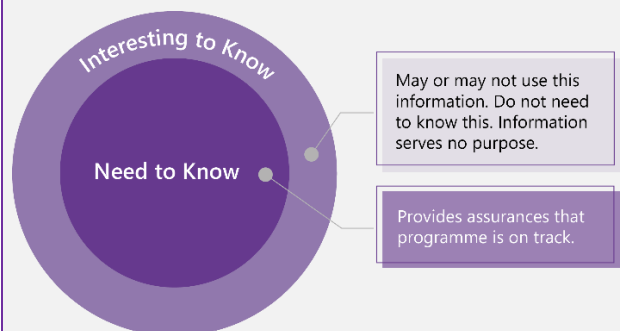 Interesting to Know
Need to Know
May or may not use this
information. Do not need
to know this. Information
serves no purpose.
Provides assurances that
programme is on track.